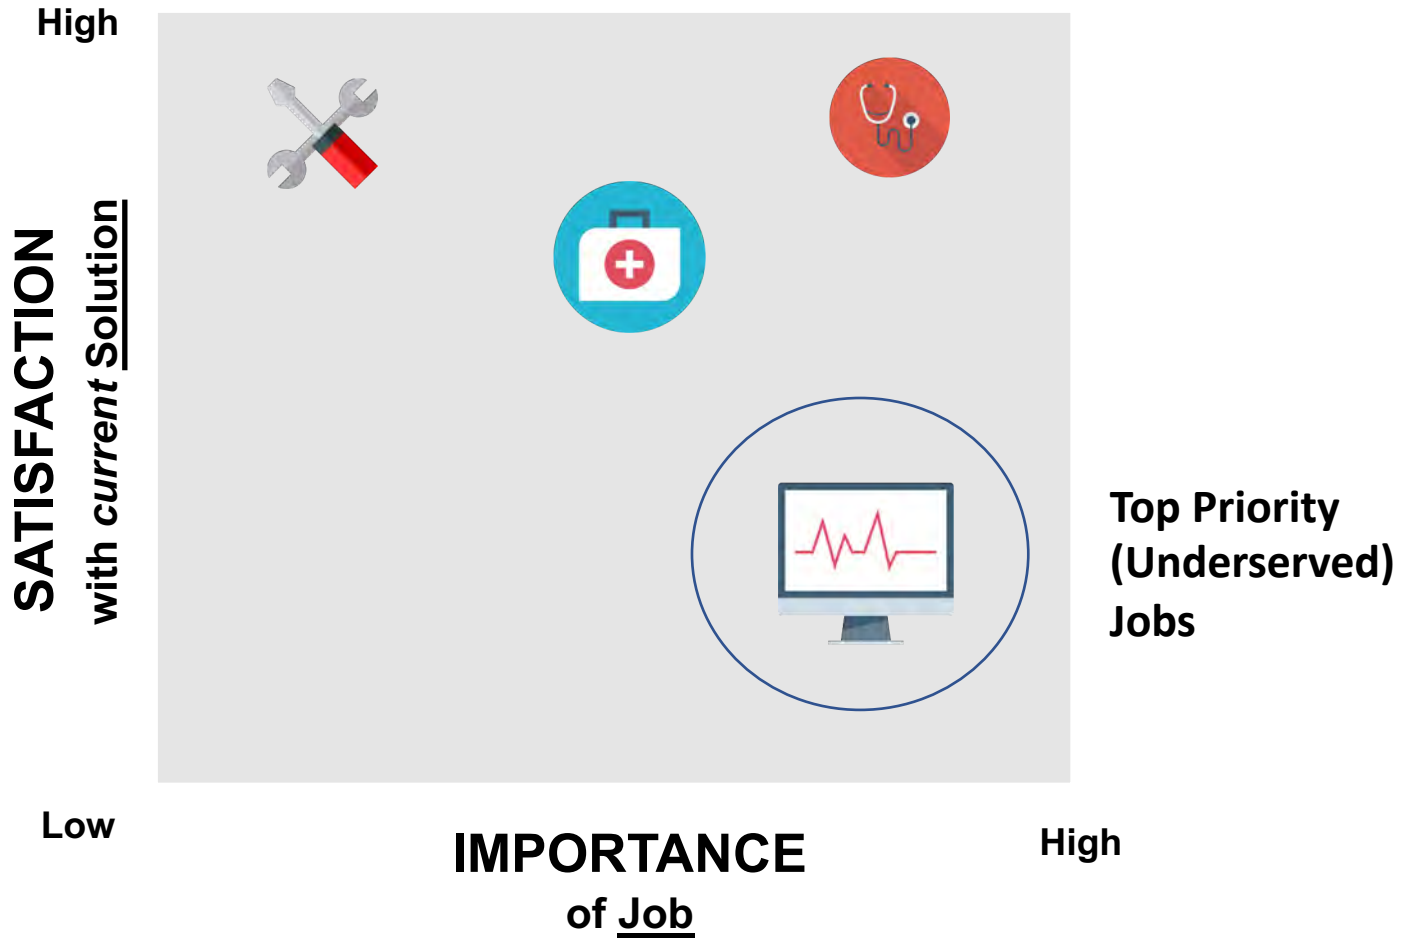 High
SATISFACTION
with current Solution
Top Priority
(Underserved)
Jobs
Low
High
IMPORTANCE
of Job